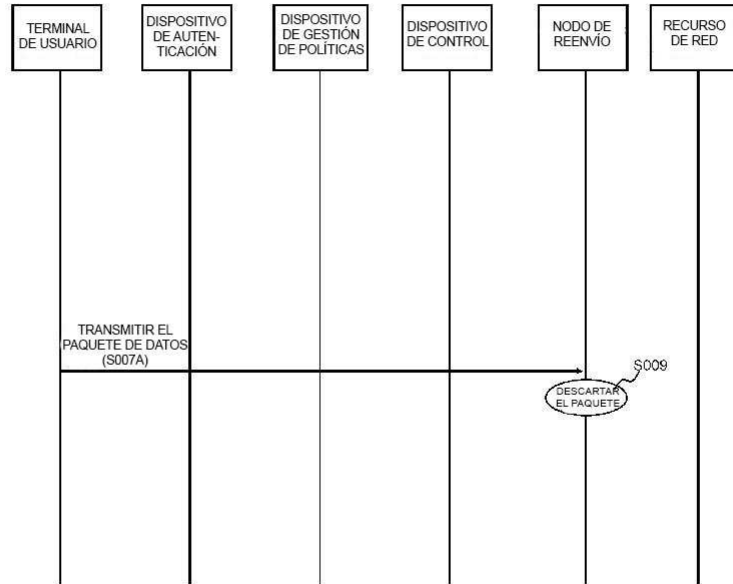 TERMINAL
DE USUARIO
DISPOSITIVO
DE AUTEN-
TICACIÓN
DISPOSITIVO
DE GESTIÓN
DE POLÍTICAS
DISPOSITIVO
DE CONTROL
NODO DE
REENVÍO
RECURSO
DE RED
TRANSMITIR EL
PAQUETE DE DATOS
(S007A)
S009
DESCARTAR
EL PAQUETE